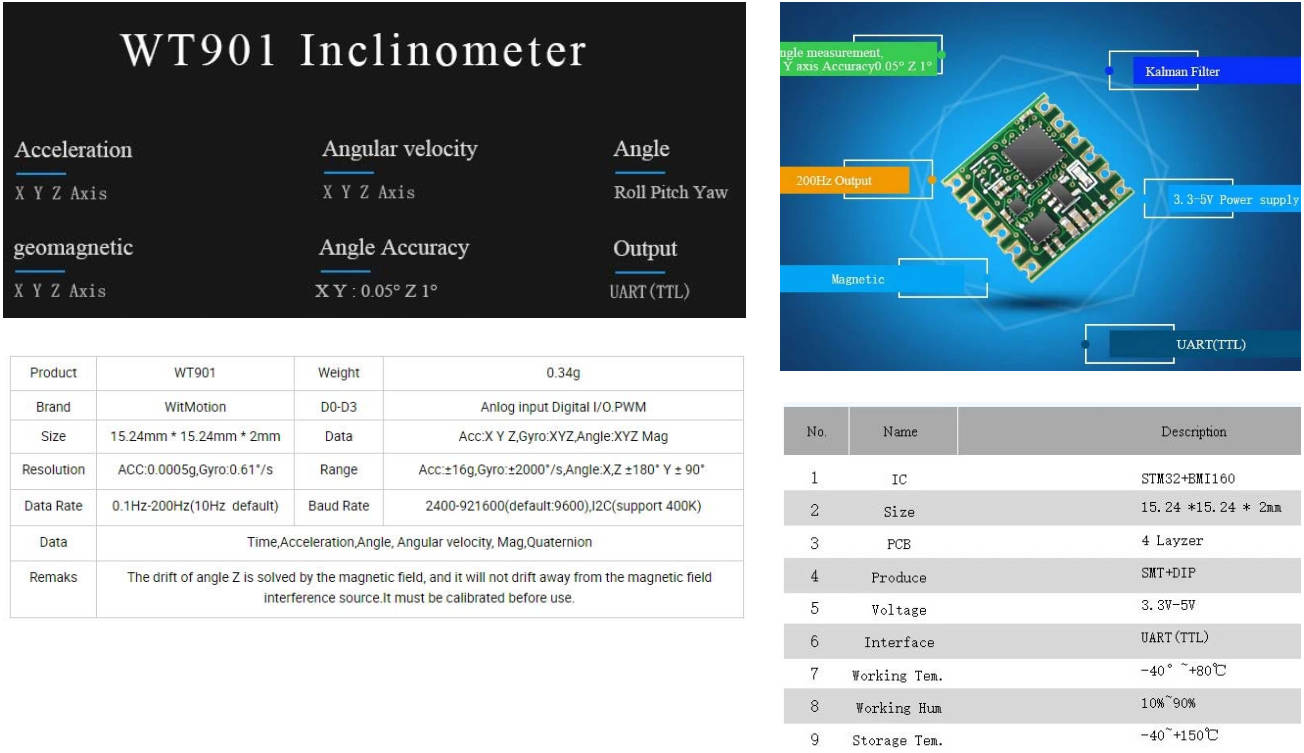 WT901 Inclinometer
Acceleration
X Y Z Axis
Angular velocity
X Y Z Axis
Angle
Roll Pitch Yaw
geomagnetic
X Y Z Axis
Angle Accuracy
X Y : 0.05° Z 1°
Output
UART(TTL)
Product WT901 Weight 0.34g
Brand WitMotion D0-D3 Anlog input Digital I/O.PWM
Size 15.24mm * 15.24mm * 2mm Data Acc:X Y Z,Gyro:XYZ,Angle:XYZ Mag
Resolution ACC:0.0005g,Gyro:0.61°/s Range Acc:±16g,Gyro:±2000°/s,Angle:X,Z ±180° Y ± 90°
Data Rate 0.1Hz-200Hz(10Hz default) Baud Rate 2400-921600(default:9600),I2C(support 400K)
Data Time,Acceleration,Angle, Angular velocity, Mag,Quaternion
Remaks The drift of angle Z is solved by the magnetic field, and it will not drift away from the magnetic field
interference source.It must be calibrated before use.
ngle measurement,
Y axis Accuracy0.05° Z 1°
Kalman Filter
200Hz Output
3.3-5V Power supply
Magnetic
UART(TTL)
No. Name Description
1 IC STM32+BMI160
2 Size 15.24 *15.24 * 2mm
3 PCB 4 Layzer
4 Produce SMT+DIP
5 Voltage 3.3V-5V
6 Interface UART(TTL)
7 Working Tem. -40° ~+80℃
8 Working Hum 10%~90%
9 Storage Tem. -40~+150℃